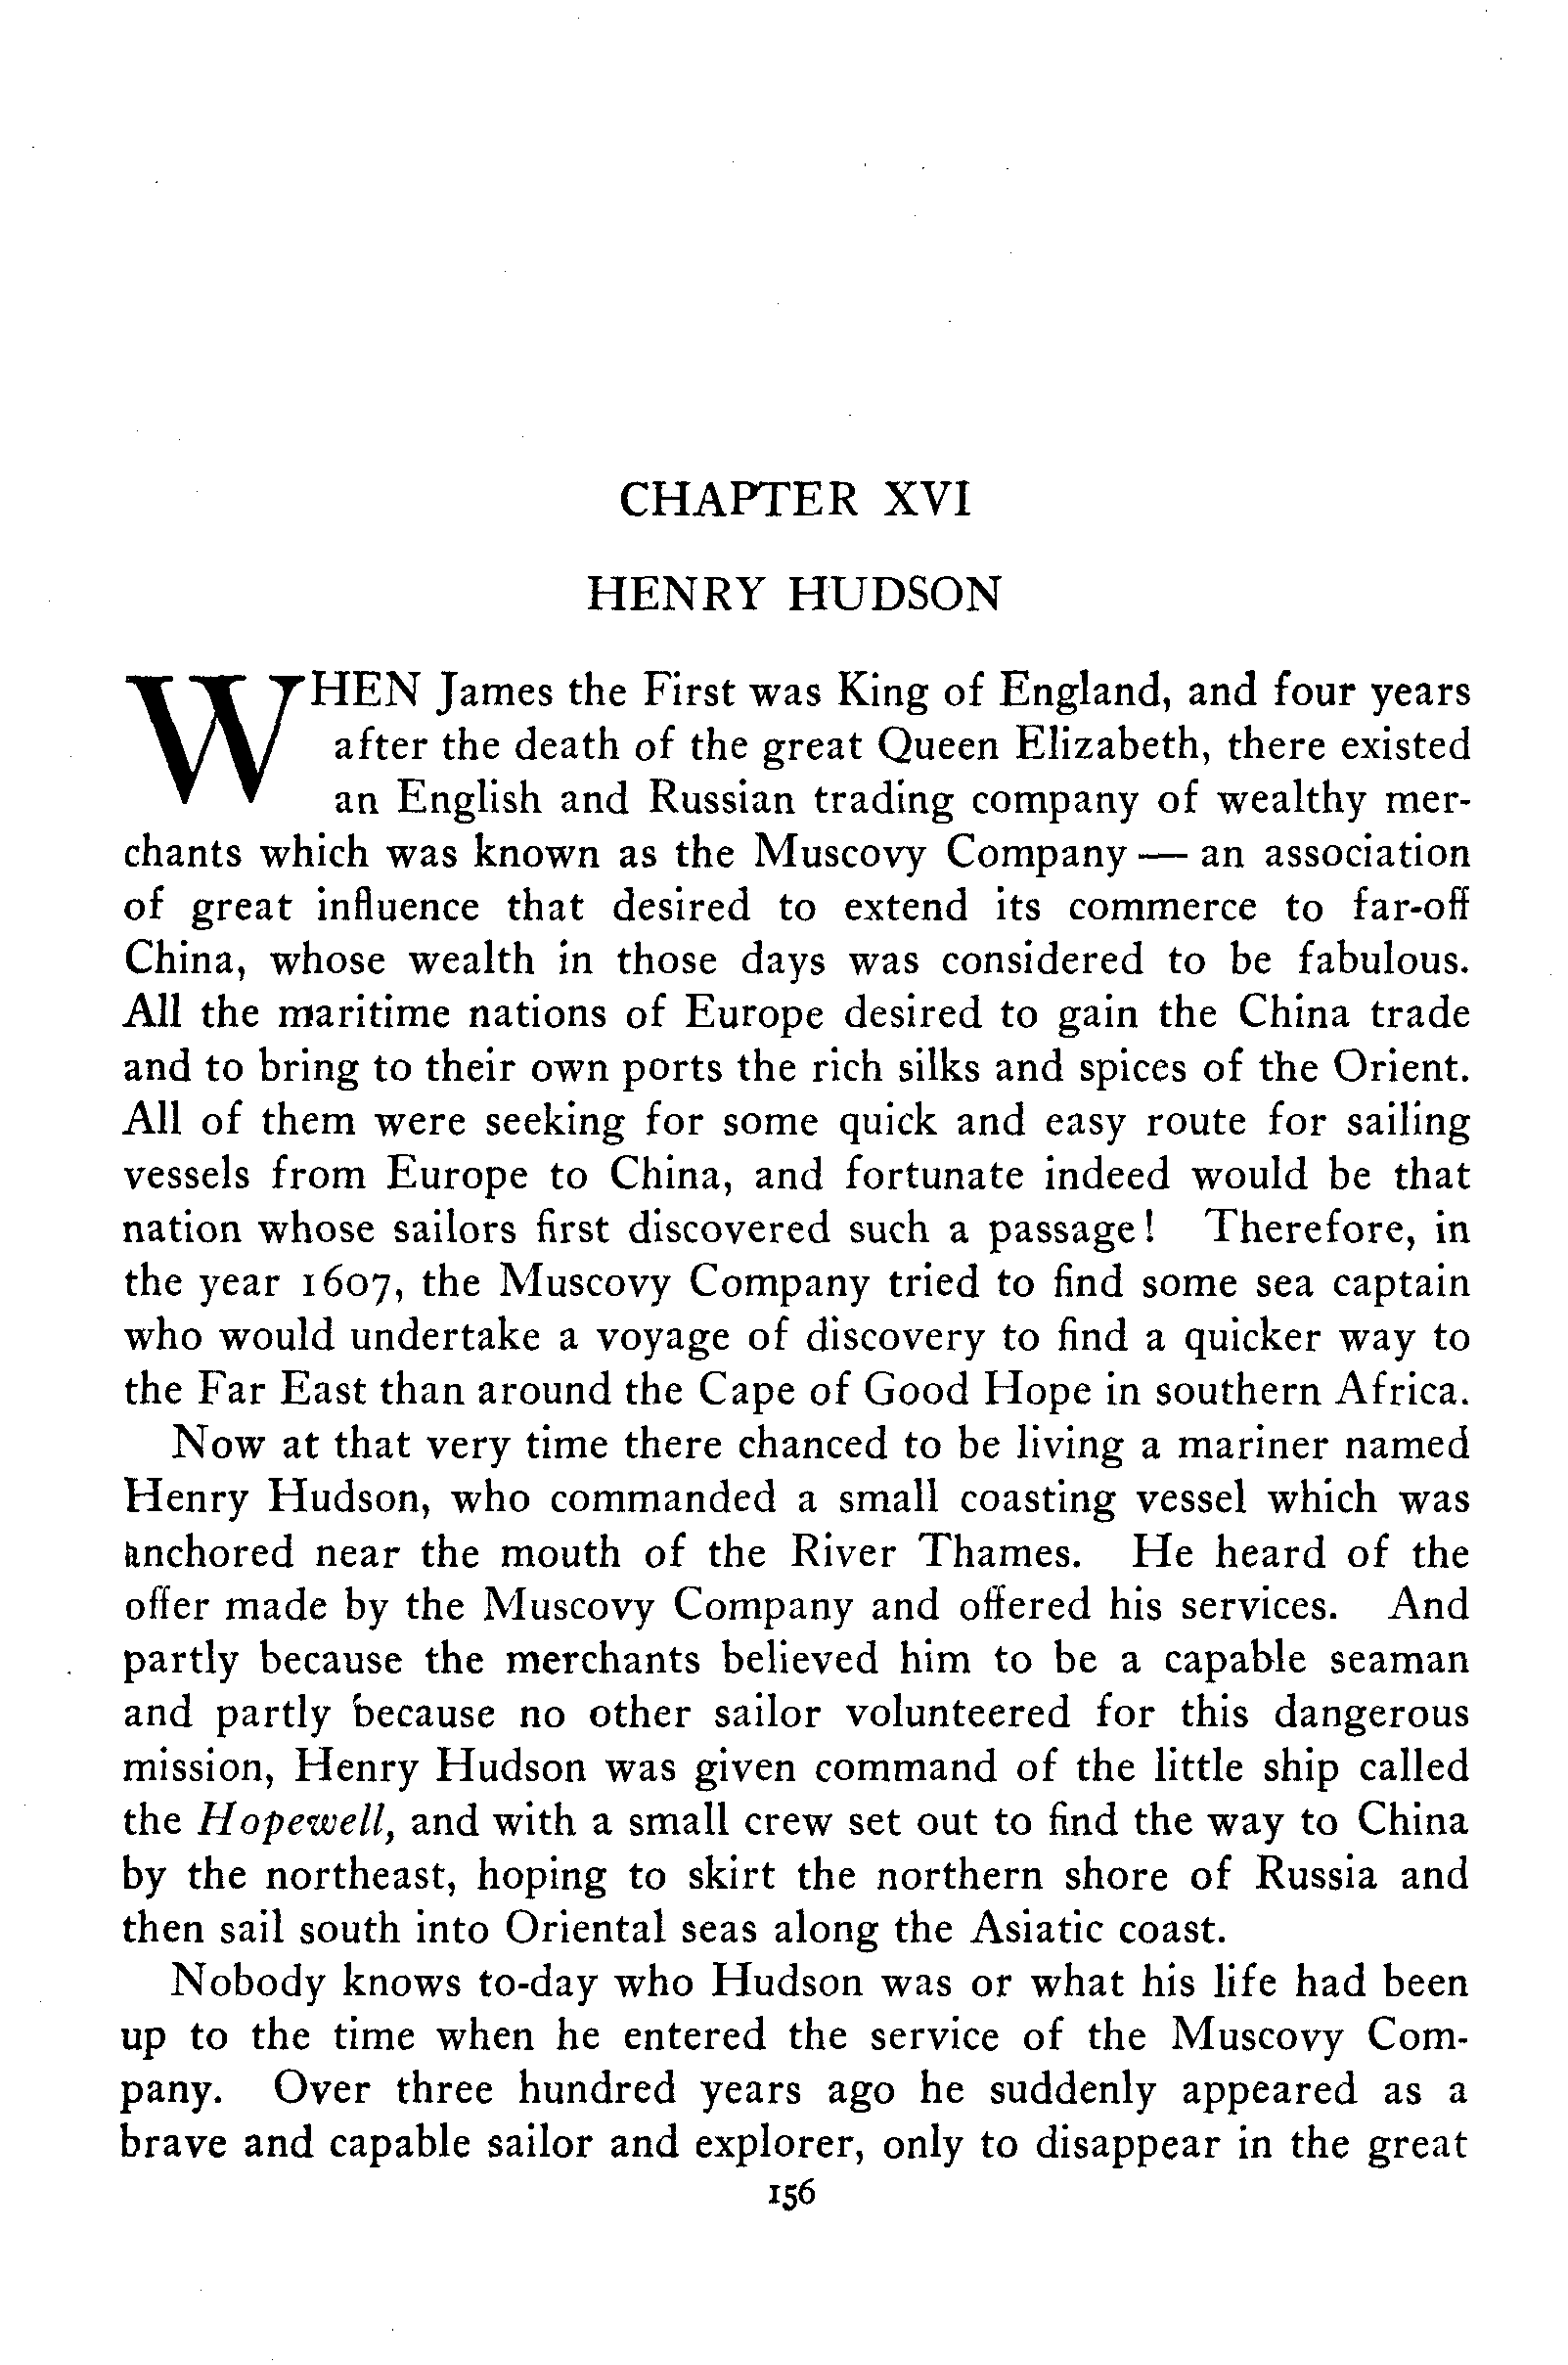 CHAPTER XVI
HENRY HUDSON
WHEN James the First was King of England, and four years
after the death of the great Queen Elizabeth, there existed
an English and Russian trading company of wealthy mer-
chants which was known as the Muscovy Company — an association
of great influence that desired to extend its commerce to far-off
China, whose wealth in those days was considered to be fabulous.
All the maritime nations of Europe desired to gain the China trade
and to bring to their own ports the rich silks and spices of the Orient.
All of them were seeking for some quick and easy route for sailing
vessels from Europe to China, and fortunate indeed would be that
nation whose sailors first discovered such a passage! Therefore, in
the year 1607, the Muscovy Company tried to find some sea captain
who would undertake a voyage of discovery to find a quicker way to
the Far East than around the Cape of Good Hope in southern Africa.
Now at that very time there chanced to be living a mariner named
Henry Hudson, who commanded a small coasting vessel which was
anchored near the mouth of the River Thames. He heard of the
offer made by the Muscovy Company and offered his services. And
partly because the merchants believed him to be a capable seaman
and partly because no other sailor volunteered for this dangerous
mission, Henry Hudson was given command of the little ship called
the Hopewell, and with a small crew set out to find the way to China
by the northeast, hoping to skirt the northern shore of Russia and
then sail south into Oriental seas along the Asiatic coast.
Nobody knows to-day who Hudson was or what his life had been
up to the time when he entered the service of the Muscovy Com-
pany. Over three hundred years ago he suddenly appeared as a
brave and capable sailor and explorer, only to disappear in the great
156